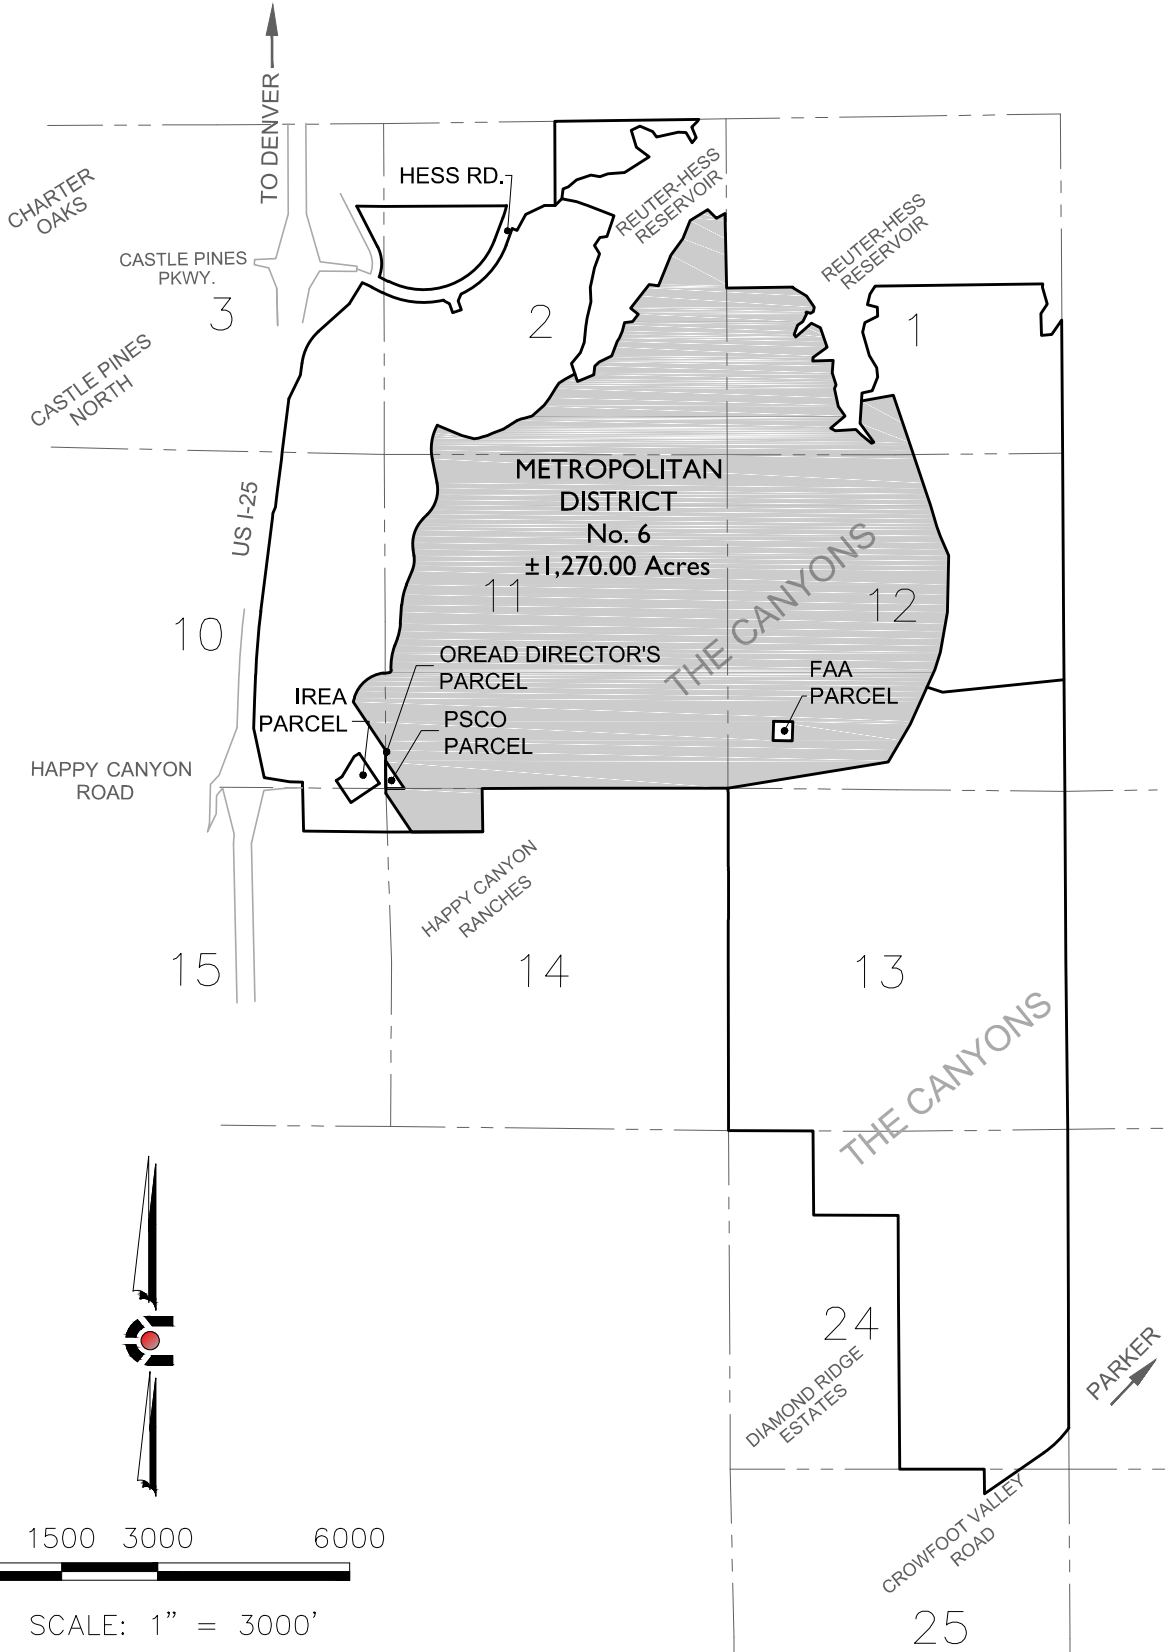 TO DENVER
CHARTER
OAKS
HESS RD.
REUTER-HESS
RESERVOIR
REUTER-HESS
RESERVOIR
CASTLE PINES
PKWY.
3
2
1
CASTLE PINES
NORTH
US I-25
METROPOLITAN
DISTRICT
No. 6
±1,270.00 Acres
11
12
10
THE CANYONS
OREAD DIRECTOR'S
PARCEL
IREA
PARCEL
PSCO
PARCEL
FAA
PARCEL
HAPPY CANYON
ROAD
HAPPY CANYON
RANCHES
15
14
13
THE CANYONS
24
DIAMOND RIDGE
ESTATES
PARKER
CROWFOOT VALLEY
ROAD
25
1500 3000 6000
SCALE: 1" = 3000'